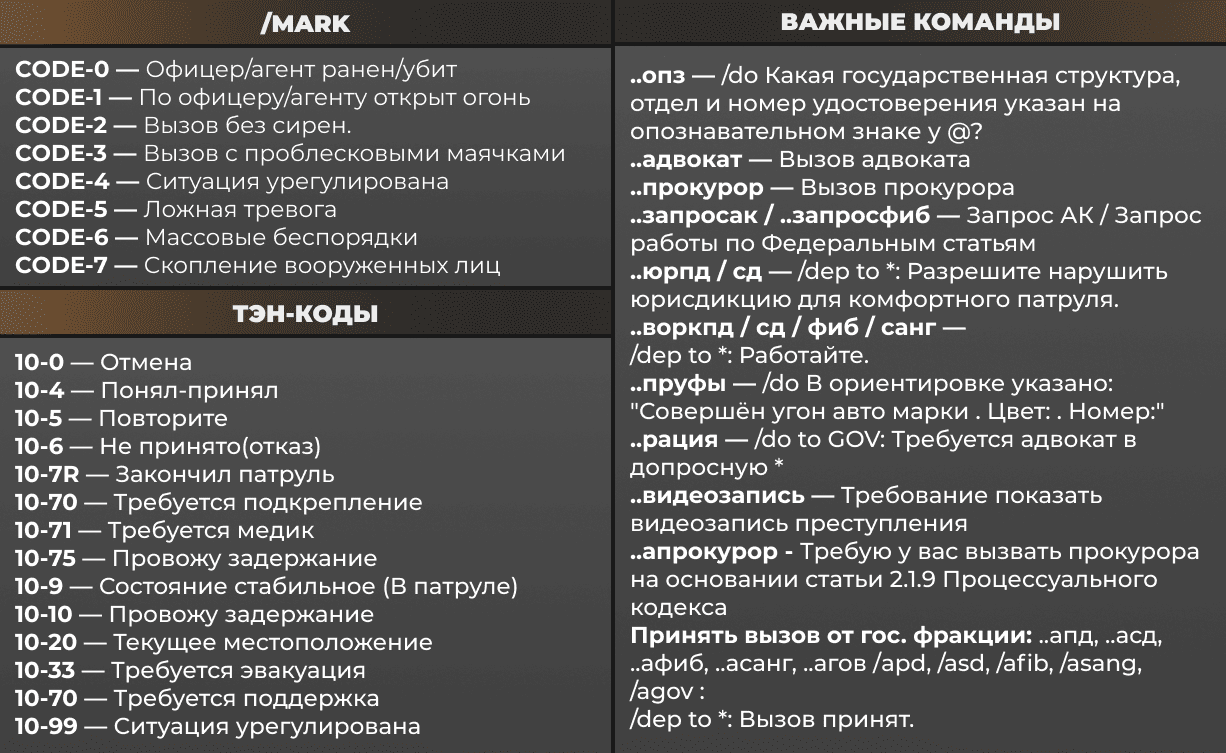 /MARK
CODE-0 — Офицер/агент ранен/убит
CODE-1 — По офицеру/агенту открыт огонь
CODE-2 — Вызов без сирен.
CODE-3 — Вызов с проблесковыми маячками
CODE-4 — Ситуация урегулирована
CODE-5 — Ложная тревога
CODE-6 — Массовые беспорядки
CODE-7 — Скопление вооруженных лиц
ТЭН-КОДЫ
10-0 — Отмена
10-4 — Понял-принял
10-5 — Повторите
10-6 — Не принято(отказ)
10-7R — Закончил патруль
10-70 — Требуется подкрепление
10-71 — Требуется медик
10-75 — Провожу задержание
10-9 — Состояние стабильное (В патруле)
10-10 — Провожу задержание
10-20 — Текущее местоположение
10-33 — Требуется эвакуация
10-70 — Требуется поддержка
10-99 — Ситуация урегулирована
ВАЖНЫЕ КОМАНДЫ
..опз — /do Какая государственная структура,
отдел и номер удостоверения указан на
опознавательном знаке у @?
..адвокат — Вызов адвоката
..прокурор — Вызов прокурора
..запросак / ..запросфиб — Запрос АК / Запрос
работы по Федеральным статьям
..юрпд / сд — /dep to *: Разрешите нарушить
юрисдикцию для комфортного патруля.
..воркпд / сд / фиб / санг —
/dep to *: Работайте.
..пруфы — /do В ориентировке указано:
"Совершён угон авто марки . Цвет: . Номер:"
..рация — /do to GOV: Требуется адвокат в
допросную *
..видеозапись — Требование показать
видеозапись преступления
..апрокурор - Требую у вас вызвать прокурора
на основании статьи 2.1.9 Процессуального
кодекса
Принять вызов от гос. фракции: ..апд, ..асд,
..афиб, ..асанг, ..агов /apd, /asd, /afib, /asang,
/agov :
/dep to *: Вызов принят.